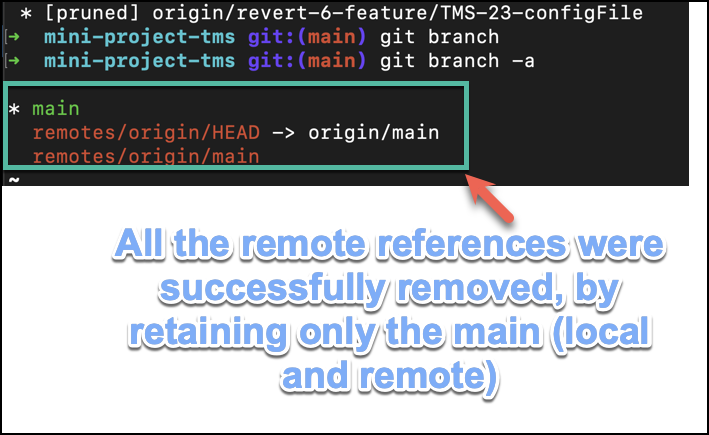 * [pruned] origin/revert-6-feature/TMS-23-configFile
➜ mini-project-tms git:(main) git branch
➜ mini-project-tms git:(main) git branch -a
* main
remotes/origin/HEAD -> origin/main
remotes/origin/main
~
All the remote references were
successfully removed, by
retaining only the main (local
and remote)